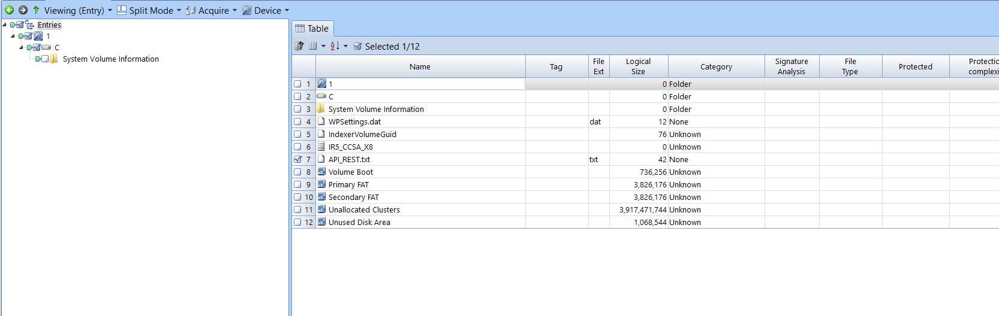 Viewing (Entry) Split Mode Acquire Device
Entries
1
C
System Volume Information
Table
Selected 1/12
Name Tag File Ext Logical Size Category Signature Analysis File Type Protected Protectio complexi
1 1 0 Folder
2 C 0 Folder
3 System Volume Information 0 Folder
4 WPSettings.dat dat 12 None
5 IndexerVolumeGuid 76 Unknown
6 IR5_CCSA_X8 0 Unknown
7 API_REST.txt txt 42 None
8 Volume Boot 736,256 Unknown
9 Primary FAT 3,826,176 Unknown
10 Secondary FAT 3,826,176 Unknown
11 Unallocated Clusters 3,917,471,744 Unknown
12 Unused Disk Area 1,068,544 Unknown